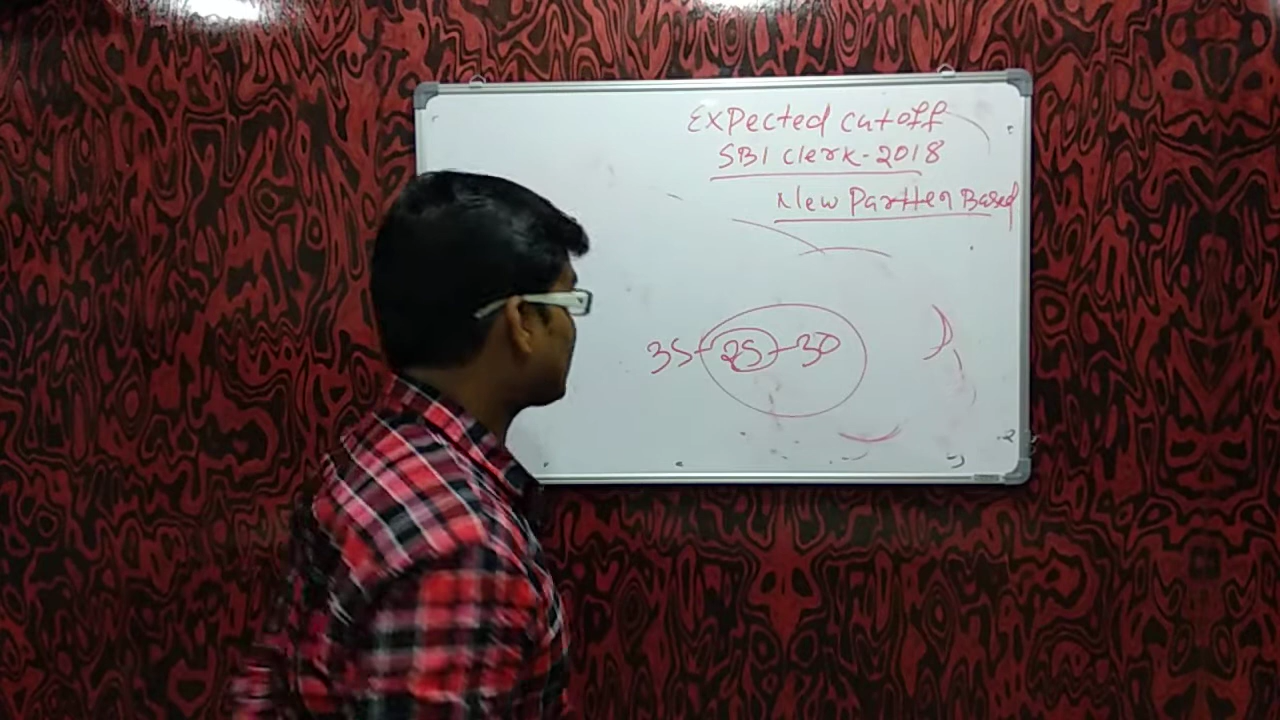 Expected cutoff
SBI Clerk-2018
New Partten Based
35-25-30